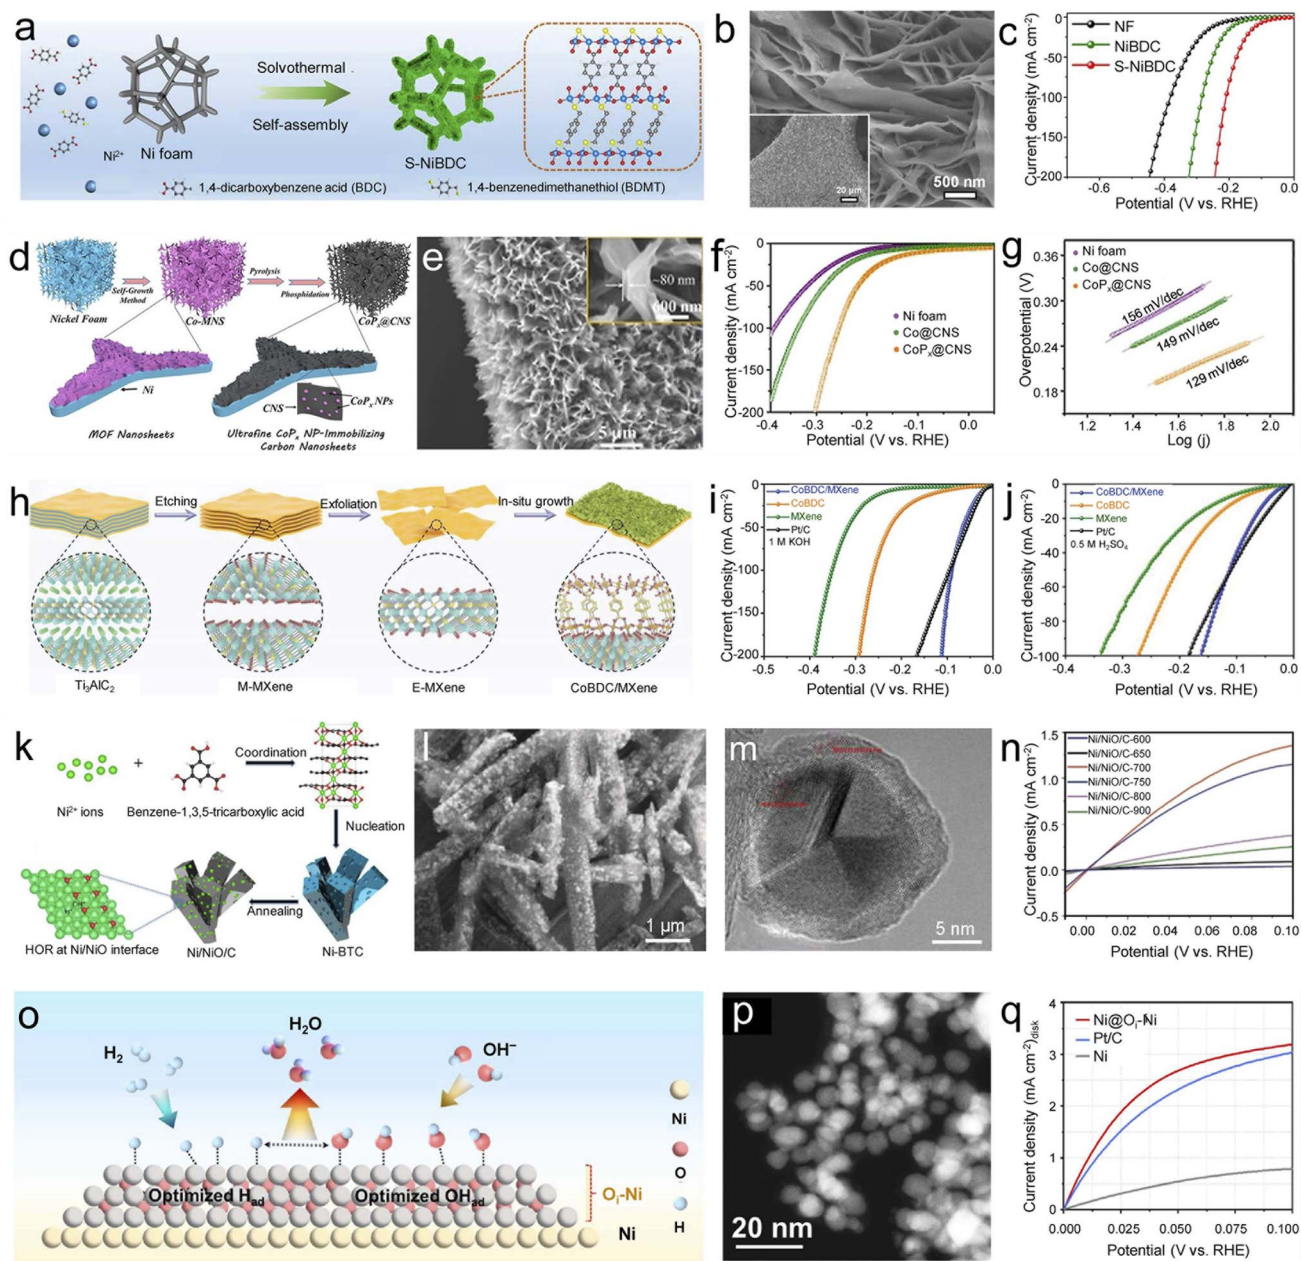 a
Ni²⁺
Ni foam
Solvothermal
Self-assembly
S-NiBDC
1,4-dicarboxybenzene acid (BDC)
1,4-benzenedimethanethiol (BDMT)
b
20 µm
500 nm
c
NF
NiBDC
S-NiBDC
Current density (mA cm⁻²)
0
-50
-100
-150
-200
-0.6
-0.4
-0.2
0.0
Potential (V vs. RHE)
d
Nickel Foam
Self-Growth
Method
Co-MNS
Pyrolysis
Phosphidation
CoPₓ@CNS
Ni
CNS
CoPₓ NPs
MOF Nanosheets
Ultrafine CoPₓ NP-Immobilizing
Carbon Nanosheets
e
~80 nm
600 nm
5 µm
f
Ni foam
Co@CNS
CoPₓ@CNS
Current density (mA cm⁻²)
0
-50
-100
-150
-200
-0.4
-0.3
-0.2
-0.1
0.0
Potential (V vs. RHE)
g
Ni foam
Co@CNS
CoPₓ@CNS
156 mV/dec
149 mV/dec
129 mV/dec
Overpotential (V)
0.36
0.30
0.24
0.18
1.2
1.4
1.6
1.8
2.0
Log (j)
h
Etching
Exfoliation
In-situ growth
Ti₃AlC₂
M-MXene
E-MXene
CoBDC/MXene
i
CoBDC/MXene
CoBDC
MXene
Pt/C
1 M KOH
Current density (mA cm⁻²)
0
-50
-100
-150
-200
-0.5
-0.4
-0.3
-0.2
-0.1
0.0
Potential (V vs. RHE)
j
CoBDC/MXene
CoBDC
MXene
Pt/C
0.5 M H₂SO₄
Current density (mA cm⁻²)
0
-20
-40
-60
-80
-100
-0.4
-0.3
-0.2
-0.1
0.0
Potential (V vs. RHE)
k
Ni²⁺ ions
+
Benzene-1,3,5-tricarboxylic acid
Coordination
Nucleation
Annealing
HOR at Ni/NiO interface
Ni/NiO/C
Ni-BTC
l
1 µm
m
5 nm
n
Ni/NiO/C-600
Ni/NiO/C-650
Ni/NiO/C-700
Ni/NiO/C-750
Ni/NiO/C-800
Ni/NiO/C-900
Current density (mA cm⁻²)
1.5
1.0
0.5
0.0
-0.5
0.00
0.02
0.04
0.06
0.08
0.10
Potential (V vs. RHE)
o
H₂
H₂O
OH⁻
Optimized H_ad
Optimized OH_ad
Oᵢ-Ni
Ni
Ni
O
H
p
20 nm
q
Ni@Oᵢ-Ni
Pt/C
Ni
Current density (mA cm⁻²)disk
4
3
2
1
0
0.000
0.025
0.050
0.075
0.100
Potential (V vs. RHE)